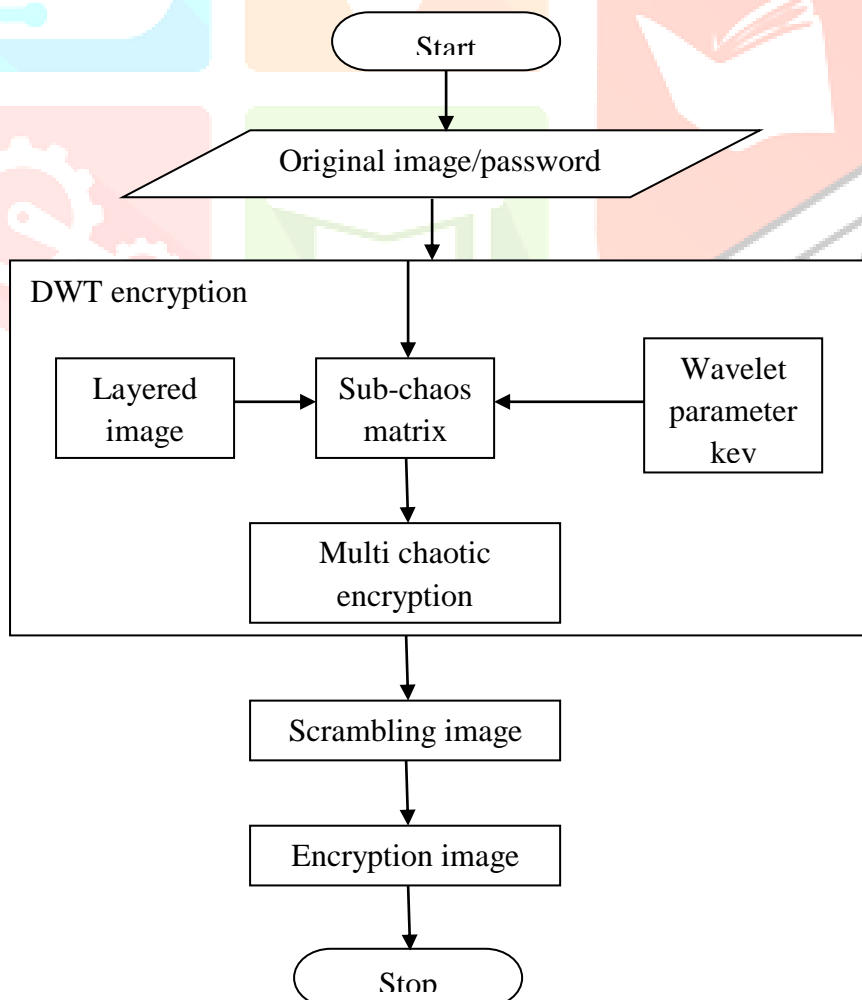 Start
Original image/password
DWT encryption
Layered
image
Sub-chaos
matrix
Wavelet
parameter
key
Multi chaotic
encryption
Scrambling image
Encryption image
Stop